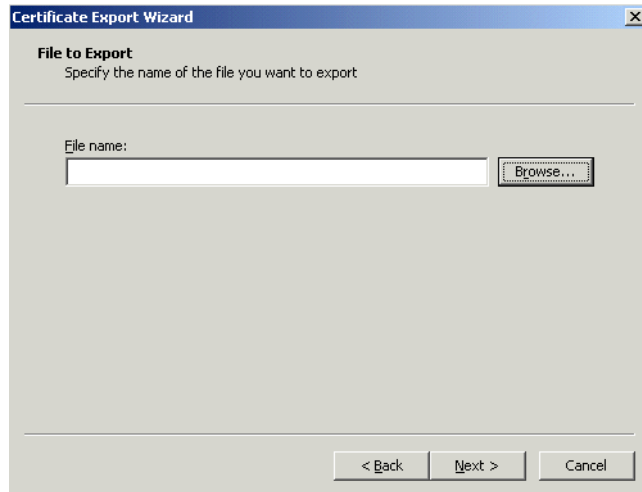 Certificate Export Wizard
File to Export
Specify the name of the file you want to export
File name:
Browse...
< Back
Next >
Cancel